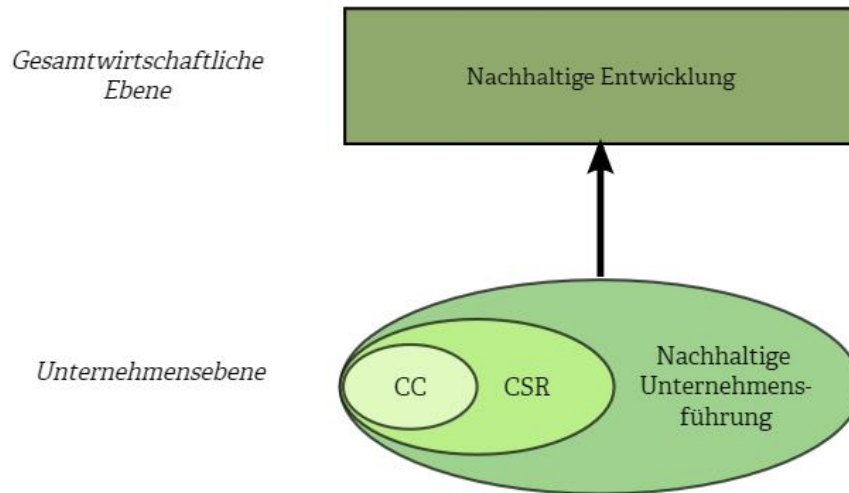 Gesamtwirtschaftliche
Ebene
Nachhaltige Entwicklung
Unternehmensebene
CC
CSR
Nachhaltige
Unternehmens-
führung